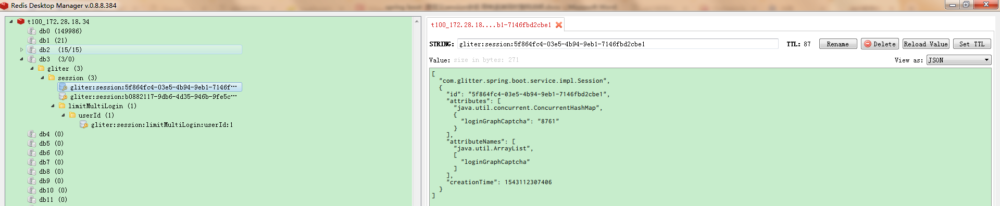 Redis Desktop Manager v.0.8.8.384
t100_172.28.18.34
db0 (149986)
db1 (21)
db2 (15/15)
db3 (3/0)
gliter (3)
session (3)
gliter:session:5f864fc4-03e5-4b94-9eb1-7146f···
gliter:session:b0882117-9db6-4d35-946b-9fe5c···
limitMultiLogin (1)
userId (1)
gliter:session:limitMultiLogin:userId:1
db4 (0)
db5 (0)
db6 (0)
db7 (0)
db8 (0)
db9 (0)
db10 (0)
db11 (0)
t100_172.28.18....b1-7146fbd2cbe1
STRING: gliter:session:5f864fc4-03e5-4b94-9eb1-7146fbd2cbe1 TTL: 87 Rename Delete Reload Value Set TTL
Value: size in bytes: 271 View as: JSON
[
"com.glitter.spring.boot.service.impl.Session",
{
"id": "5f864fc4-03e5-4b94-9eb1-7146fbd2cbe1",
"attributes": [
"java.util.concurrent.ConcurrentHashMap",
{
"loginGraphCaptcha": "8761"
}
],
"attributeNames": [
"java.util.ArrayList",
[
"loginGraphCaptcha"
]
],
"creationTime": 1543112307406
}
]